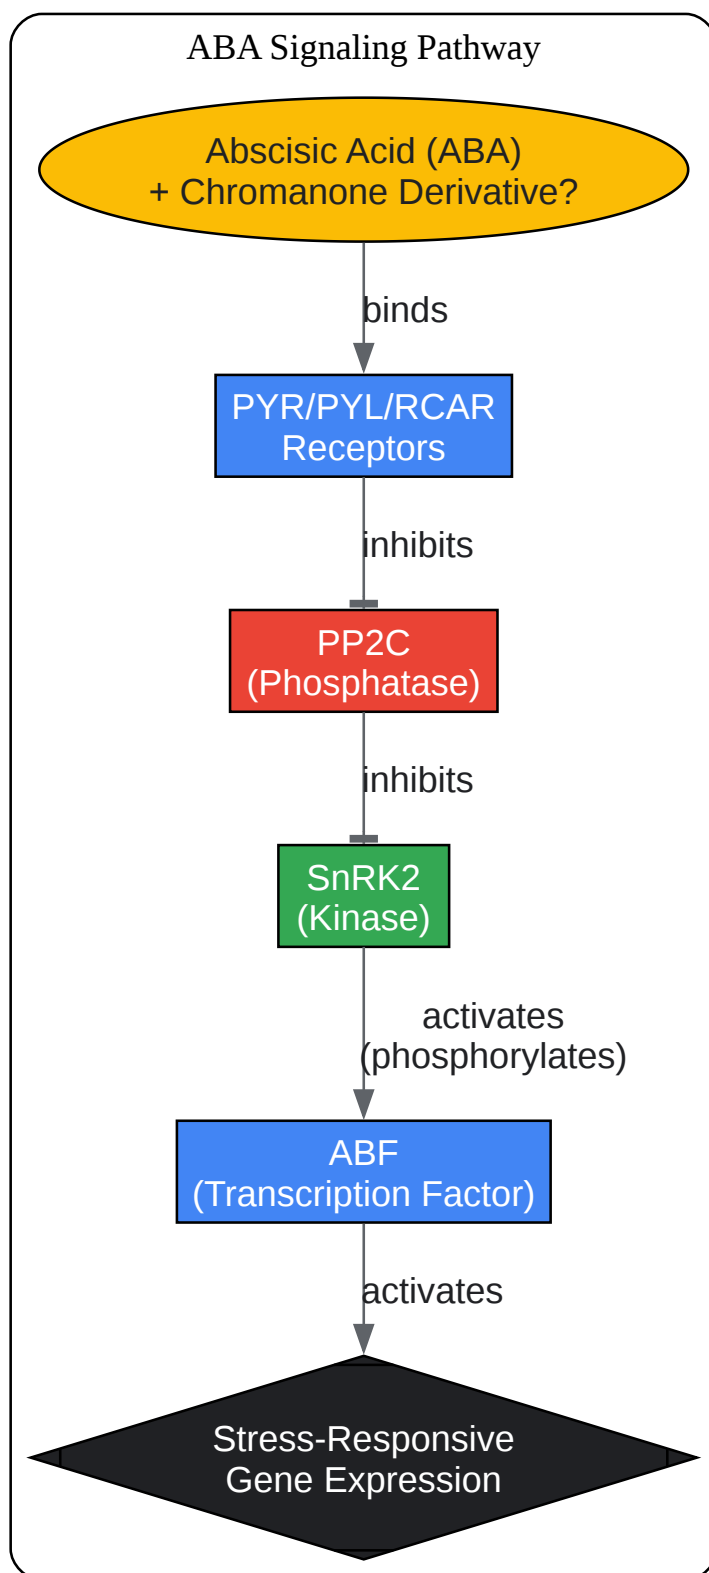 ABA Signaling Pathway
Abscisic Acid (ABA)
+ Chromanone Derivative?
binds
PYR/PYL/RCAR
Receptors
inhibits
PP2C
(Phosphatase)
inhibits
SnRK2
(Kinase)
activates
(phosphorylates)
ABF
(Transcription Factor)
activates
Stress-Responsive
Gene Expression